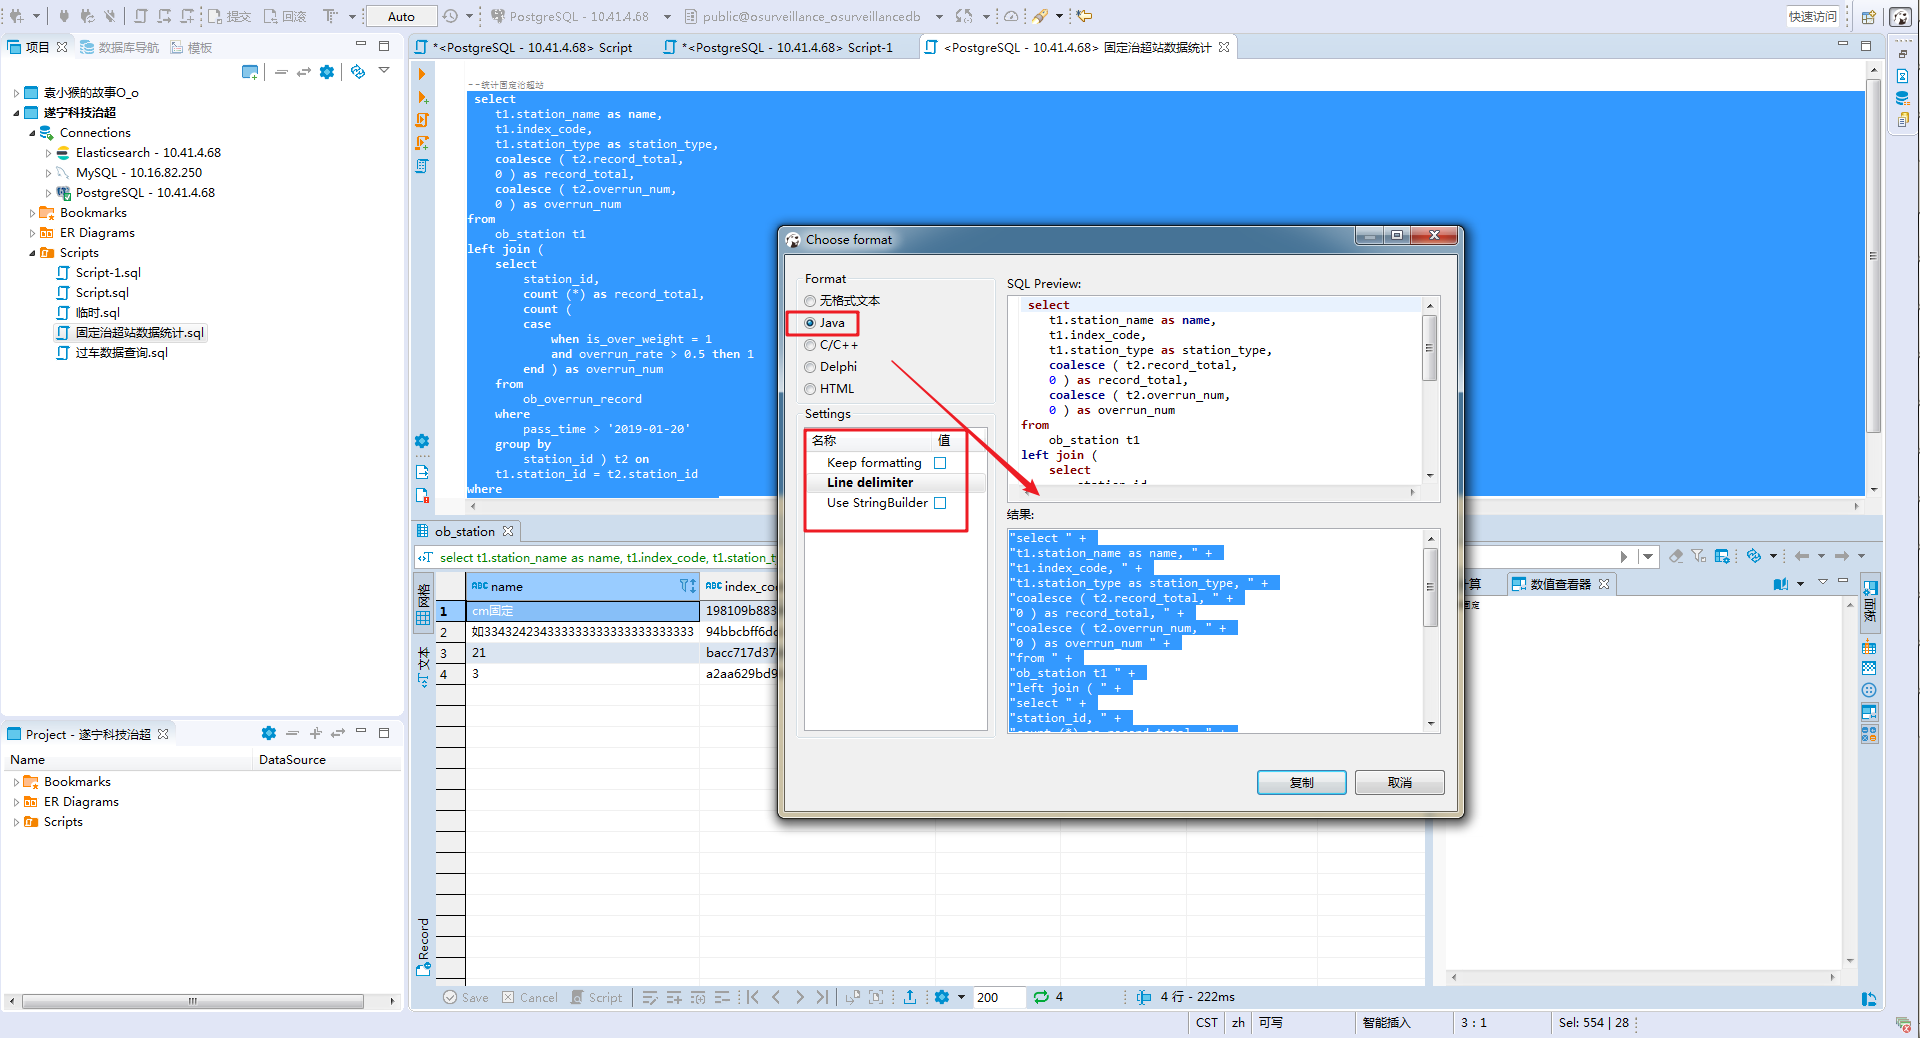 提交
回滚
Auto
PostgreSQL - 10.41.4.68
public@osurveillance_osurveillancedb
快速访问
项目
数据库导航
模板
*<PostgreSQL - 10.41.4.68> Script
*<PostgreSQL - 10.41.4.68> Script-1
<PostgreSQL - 10.41.4.68> 固定治超站数据统计
袁小猴的故事O_o
遂宁科技治超
Connections
Elasticsearch - 10.41.4.68
MySQL - 10.16.82.250
PostgreSQL - 10.41.4.68
Bookmarks
ER Diagrams
Scripts
Script-1.sql
Script.sql
临时.sql
固定治超站数据统计.sql
过车数据查询.sql
--统计固定治超站
select
t1.station_name as name,
t1.index_code,
t1.station_type as station_type,
coalesce ( t2.record_total,
0 ) as record_total,
coalesce ( t2.overrun_num,
0 ) as overrun_num
from
ob_station t1
left join (
select
station_id,
count (*) as record_total,
count (
case
when is_over_weight = 1
and overrun_rate > 0.5 then 1
end ) as overrun_num
from
ob_overrun_record
where
pass_time > '2019-01-20'
group by
station_id ) t2 on
t1.station_id = t2.station_id
where
Choose format
Format
无格式文本
Java
C/C++
Delphi
HTML
Settings
名称 值
Keep formatting
Line delimiter
Use StringBuilder
SQL Preview:
select
t1.station_name as name,
t1.index_code,
t1.station_type as station_type,
coalesce ( t2.record_total,
0 ) as record_total,
coalesce ( t2.overrun_num,
0 ) as overrun_num
from
ob_station t1
left join (
select
station_id
结果:
"select " +
"t1.station_name as name, " +
"t1.index_code, " +
"t1.station_type as station_type, " +
"coalesce ( t2.record_total, " +
"0 ) as record_total, " +
"coalesce ( t2.overrun_num, " +
"0 ) as overrun_num " +
"from " +
"ob_station t1 " +
"left join ( " +
"select " +
"station_id, " +
"count (*) as record_total, " +
复制
取消
ob_station
select t1.station_name as name, t1.index_code, t1.station_t
网格
文本
Record
ABC name
ABC index_co
1 cm固定 198109b883
2 如3343242343333333333333333333 94bbcbff6d
3 21 bacc717d37
4 3 a2aa629bd9
算
数值查看器
固定
面板
Project - 遂宁科技治超
Name DataSource
Bookmarks
ER Diagrams
Scripts
Save
Cancel
Script
200
4
4 行 - 222ms
CST
zh
可写
智能插入
3 : 1
Sel: 554 | 28